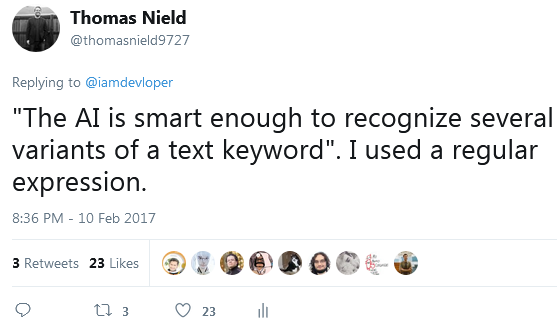 Thomas Nield
@thomasnield9727
Replying to @iamdevloper
"The AI is smart enough to recognize several
variants of a text keyword". I used a regular
expression.
8:36 PM - 10 Feb 2017
3 Retweets 23 Likes
3 23